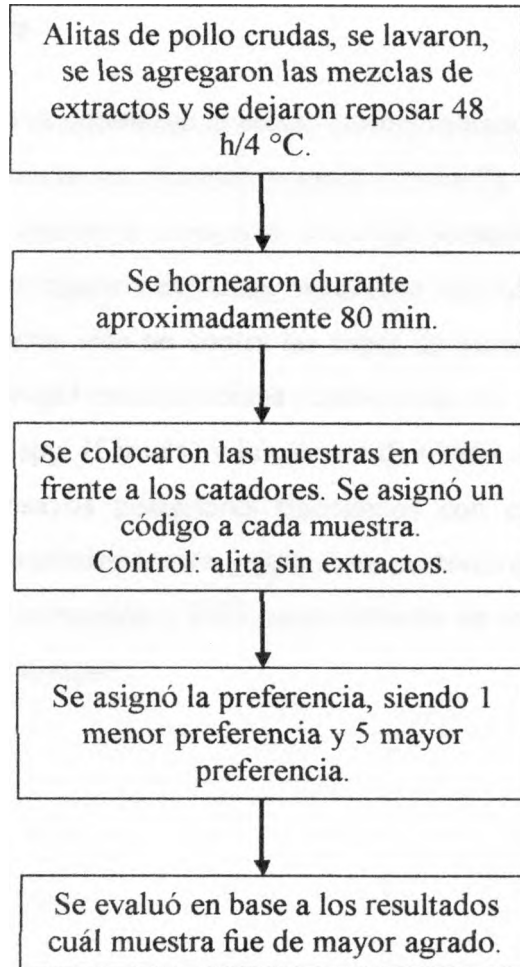 Alitas de pollo crudas, se lavaron,
se les agregaron las mezclas de
extractos y se dejaron reposar 48
h/4 °C.
Se hornearon durante
aproximadamente 80 min.
Se colocaron las muestras en orden
frente a los catadores. Se asignó un
código a cada muestra.
Control: alita sin extractos.
Se asignó la preferencia, siendo 1
menor preferencia y 5 mayor
preferencia.
Se evaluó en base a los resultados
cuál muestra fue de mayor agrado.